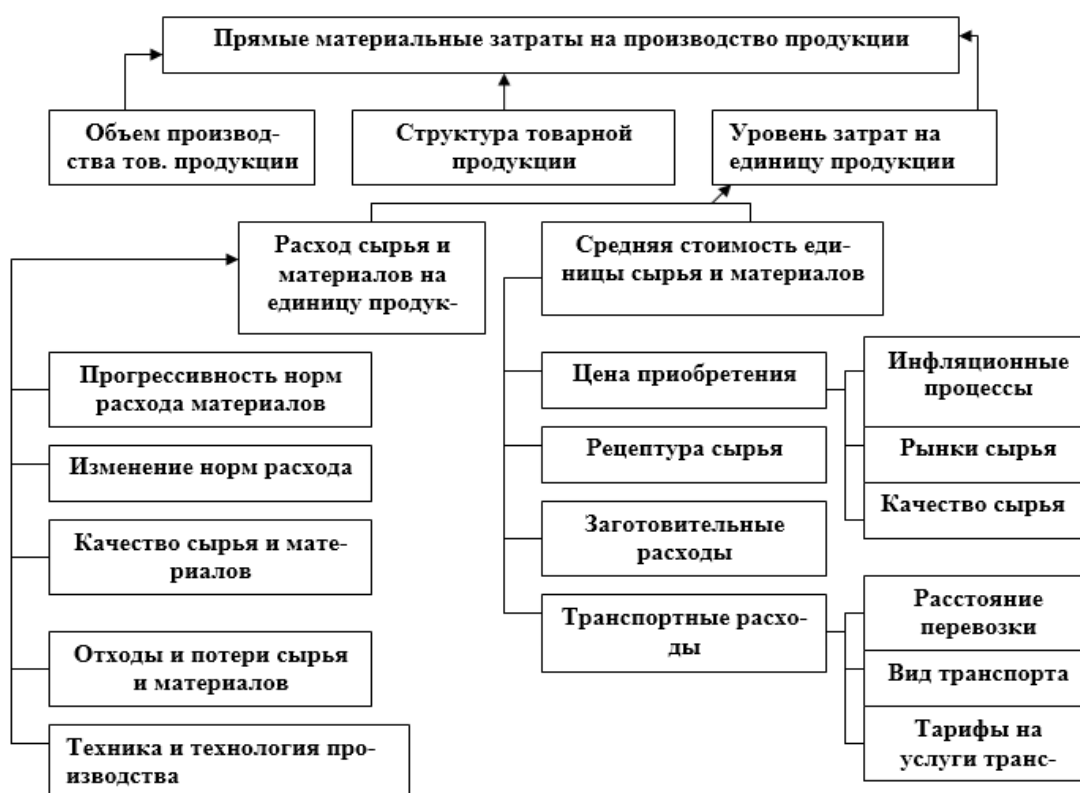 Прямые материальные затраты на производство продукции
Объем производ-
ства тов. продукции
Структура товарной
продукции
Уровень затрат на
единицу продукции
Расход сырья и
материалов на
единицу продук-
Средняя стоимость еди-
ницы сырья и материалов
Прогрессивность норм
расхода материалов
Изменение норм расхода
Качество сырья и мате-
риалов
Отходы и потери сырья
и материалов
Техника и технология про-
изводства
Цена приобретения
Рецептура сырья
Заготовительные
расходы
Транспортные расхо-
ды
Инфляционные
процессы
Рынки сырья
Качество сырья
Расстояние
перевозки
Вид транспорта
Тарифы на
услуги транс-